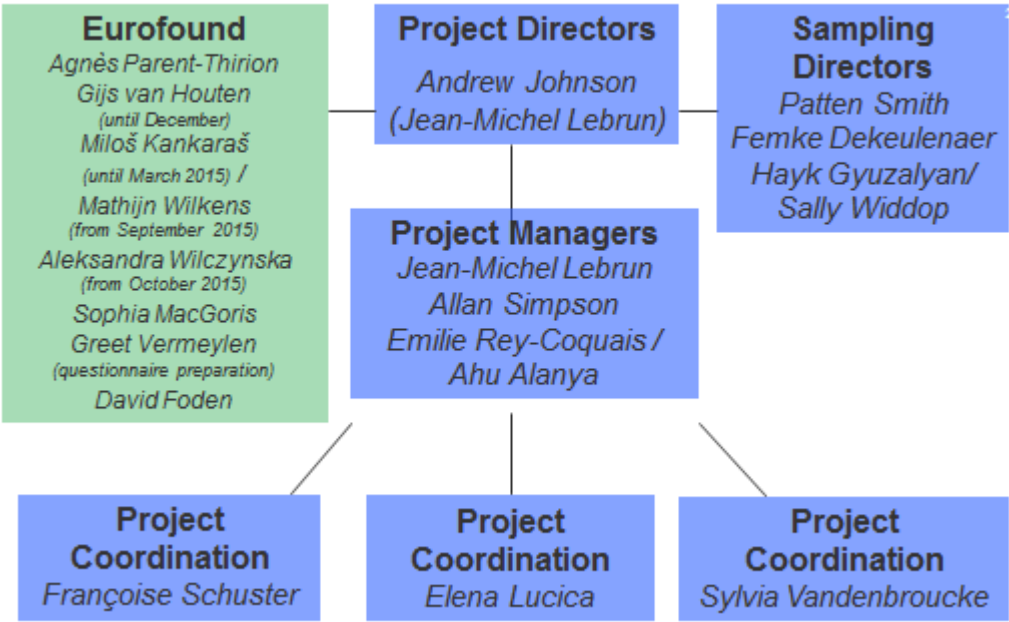 Eurofound
Agnès Parent-Thirion
Gijs van Houten
(until December)
Miloš Kankaraš
(until March 2015) /
Mathijn Wilkens
(from September 2015)
Aleksandra Wilczynska
(from October 2015)
Sophia MacGoris
Greet Vermeylen
(questionnaire preparation)
David Foden
Project Directors
Andrew Johnson
(Jean-Michel Lebrun)
Sampling
Directors
Patten Smith
Femke Dekeulenaer
Hayk Gyuzalyan/
Sally Widdop
Project Managers
Jean-Michel Lebrun
Allan Simpson
Emilie Rey-Coquais /
Ahu Alanya
Project
Coordination
Françoise Schuster
Project
Coordination
Elena Lucica
Project
Coordination
Sylvia Vandenbroucke